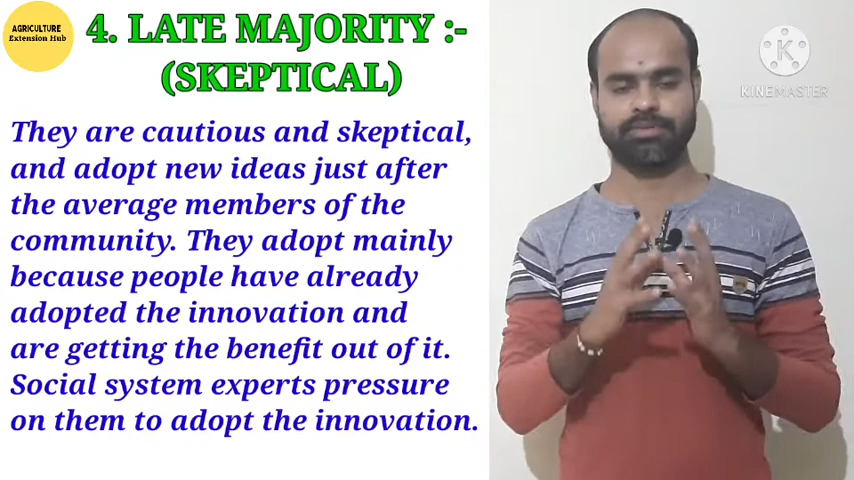 AGRICULTURE
Extension Hub
4. LATE MAJORITY :-
(SKEPTICAL)
They are cautious and skeptical,
and adopt new ideas just after
the average members of the
community. They adopt mainly
because people have already
adopted the innovation and
are getting the benefit out of it.
Social system experts pressure
on them to adopt the innovation.
K
KINEMASTER